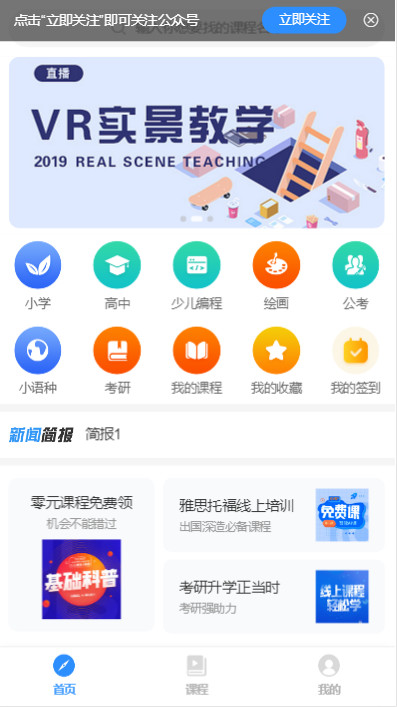 点击“立即关注”即可关注公众号
立即关注
直播
VR实景教学
2019 REAL SCENE TEACHING
小学
高中
少儿编程
绘画
公考
小语种
考研
我的课程
我的收藏
我的签到
新闻简报
简报1
零元课程免费领
机会不能错过
基础科普
雅思托福线上培训
出国深造必备课程
免费课
考研升学正当时
考研强助力
线上课程
轻松学
首页
课程
我的